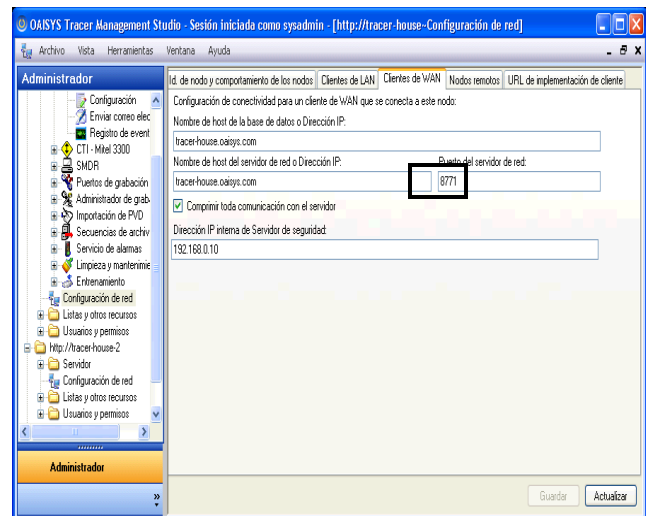 OAISYS Tracer Management Studio - Sesión iniciada como sysadmin - [http://tracer-house~Configuración de red]
Archivo Vista Herramientas Ventana Ayuda
Administrador
Configuración
Enviar correo elec
Registro de event
CTI - Mitel 3300
SMDR
Puertos de grabación
Administrador de grab
Importación de PVD
Secuencias de archiv
Servicio de alarmas
Limpieza y mantenimie
Entrenamiento
Configuración de red
Listas y otros recursos
Usuarios y permisos
http://tracer-house-2
Servidor
Configuración de red
Listas y otros recursos
Usuarios y permisos
Administrador
Id. de nodo y comportamiento de los nodos Clientes de LAN Clientes de WAN Nodos remotos URL de implementación de cliente
Configuración de conectividad para un cliente de WAN que se conecta a este nodo:
Nombre de host de la base de datos o Dirección IP:
tracer-house.oaisys.com
Nombre de host del servidor de red o Dirección IP: Puerto del servidor de red:
tracer-house.oaisys.com 8771
Comprimir toda comunicación con el servidor
Dirección IP interna de Servidor de seguridad:
192.168.0.10
Guardar Actualizar